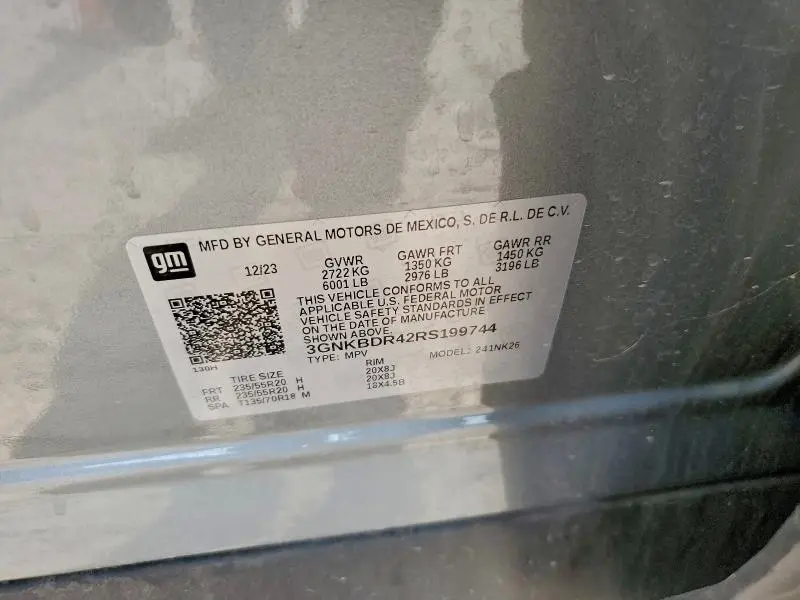 gm
MFD BY GENERAL MOTORS DE MEXICO, S. DE R.L. DE C.V.
12/23 GVWR GAWR FRT GAWR RR
2722 KG 1350 KG 1450 KG
6001 LB 2976 LB 3196 LB
THIS VEHICLE CONFORMS TO ALL
APPLICABLE U.S. FEDERAL MOTOR
VEHICLE SAFETY STANDARDS IN EFFECT
ON THE DATE OF MANUFACTURE
SHOWN ABOVE.
3GNKBDR42RS199744
130H
TYPE: MPV MODEL: 241NK26
TIRE SIZE RIM
FRT 235/55R20 H 20X8J
RR 235/55R20 H 20X8J
SPA T135/70R18 M 18X4.5B